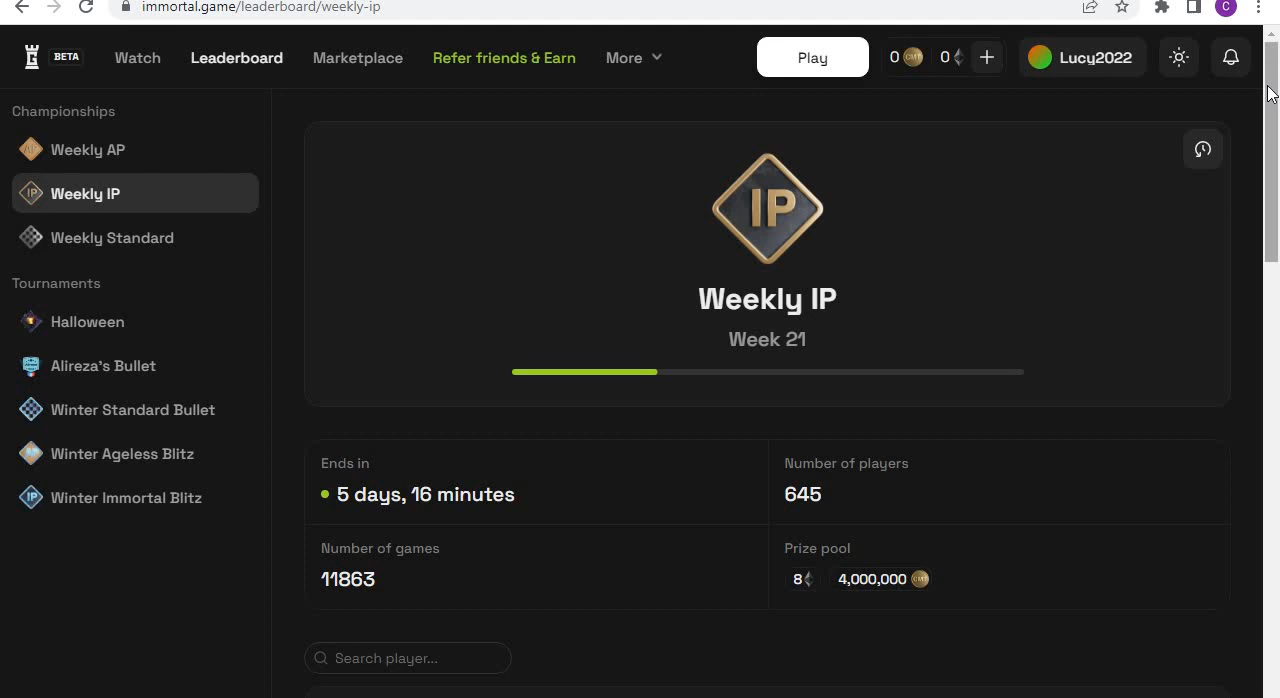 immortal.game/leaderboard/weekly-ip
C
BETA
Watch
Leaderboard
Marketplace
Refer friends & Earn
More
Play
0
0
Lucy2022
Championships
Weekly AP
Weekly IP
Weekly Standard
Tournaments
Halloween
Alireza's Bullet
Winter Standard Bullet
Winter Ageless Blitz
Winter Immortal Blitz
IP
Weekly IP
Week 21
Ends in
5 days, 16 minutes
Number of players
645
Number of games
11863
Prize pool
8
4,000,000
Search player...